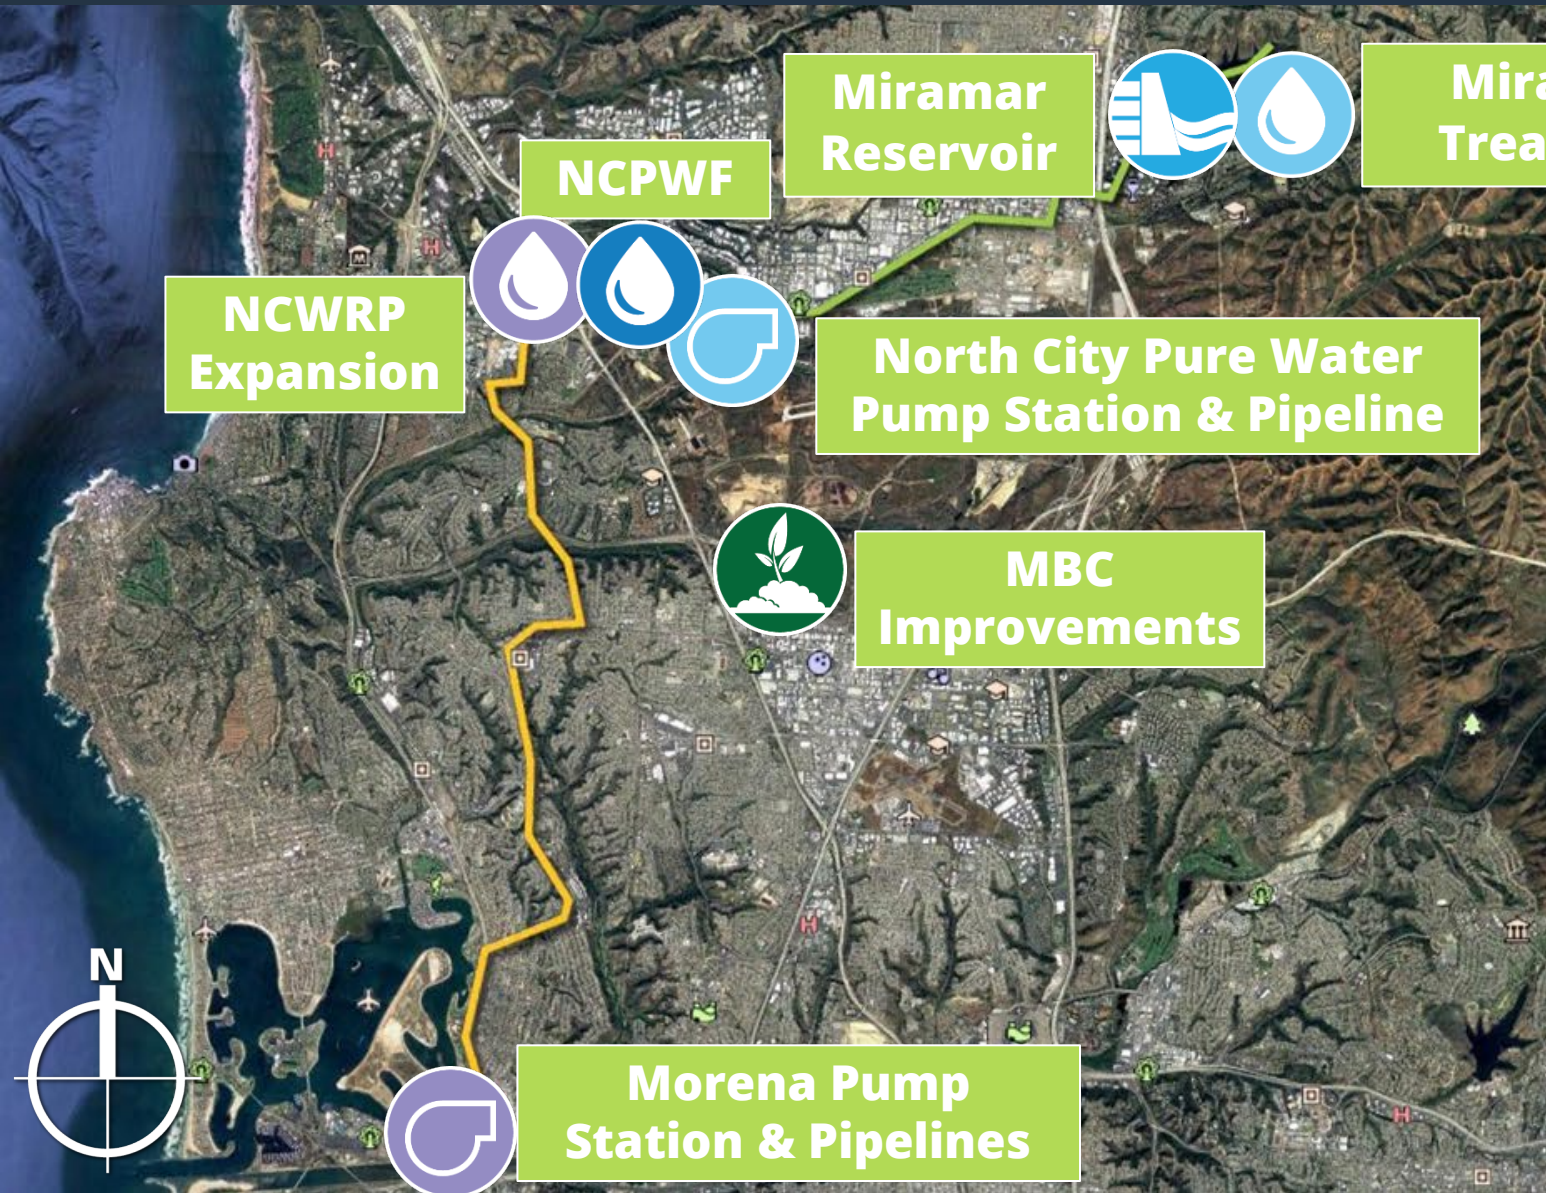 Miramar
Reservoir
NCPWF
NCWRP
Expansion
North City Pure Water
Pump Station & Pipeline
MBC
Improvements
N
Morena Pump
Station & Pipelines